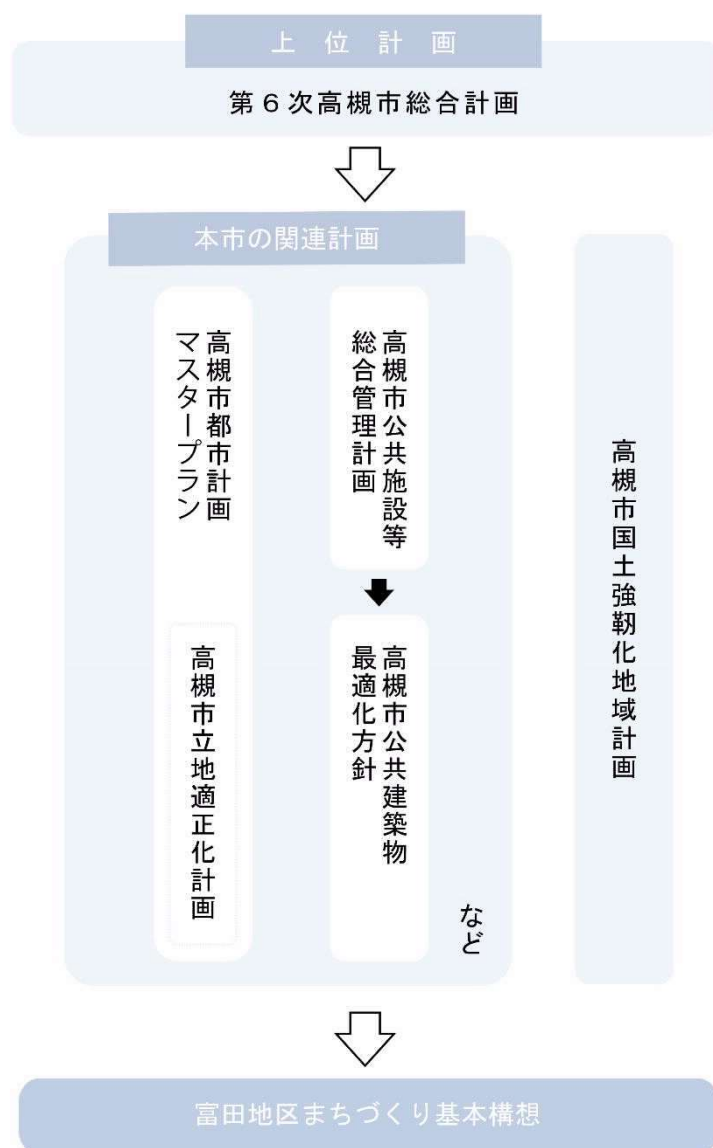 上位計画
第６次高槻市総合計画
本市の関連計画
高槻市都市計画
マスタープラン
高槻市立地適正化計画
高槻市公共施設等
総合管理計画
高槻市公共建築物
最適化方針
など
高槻市国土強靱化地域計画
富田地区まちづくり基本構想